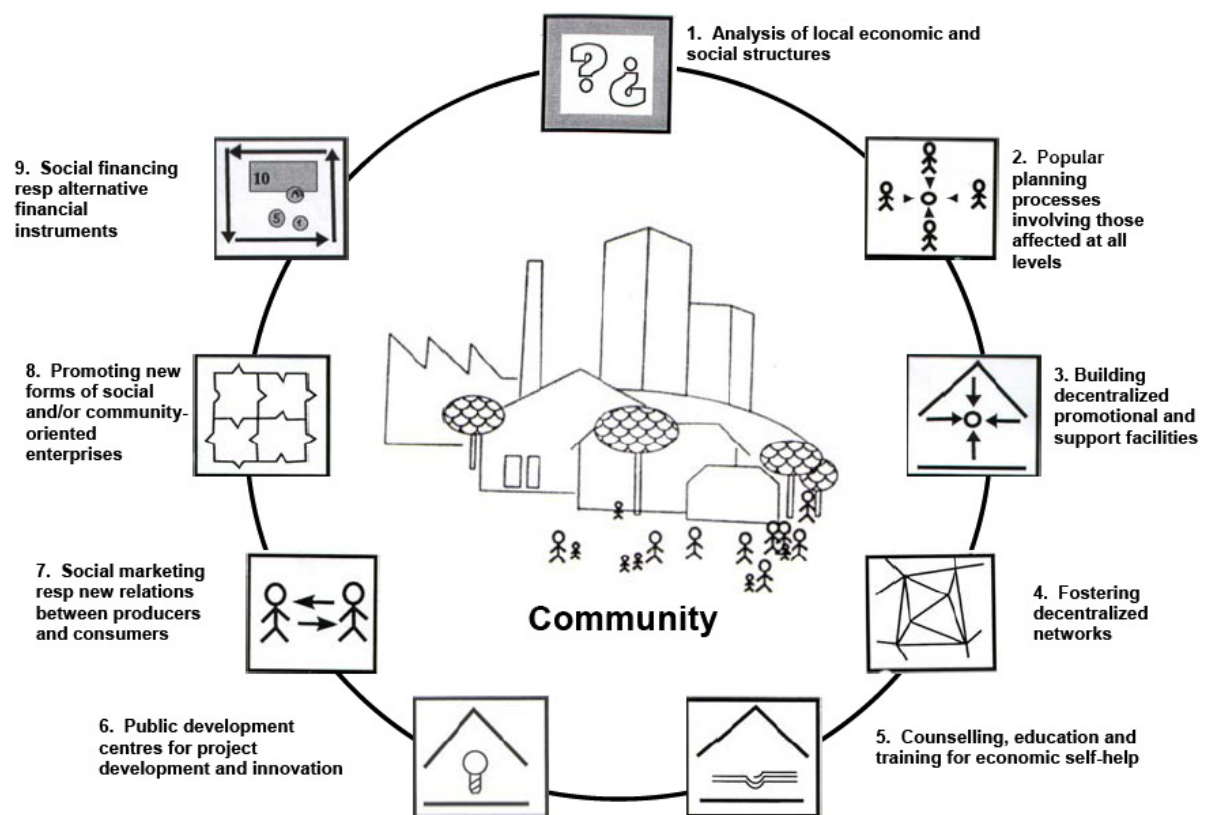 1. Analysis of local economic and
social structures
2. Popular
planning
processes
involving those
affected at all
levels
3. Building
decentralized
promotional and
support facilities
4. Fostering
decentralized
networks
5. Counselling, education and
training for economic self-help
6. Public development
centres for project
development and innovation
7. Social marketing
resp new relations
between producers
and consumers
8. Promoting new
forms of social
and/or community-
oriented
enterprises
9. Social financing
resp alternative
financial
instruments
?¿
10
5
Community